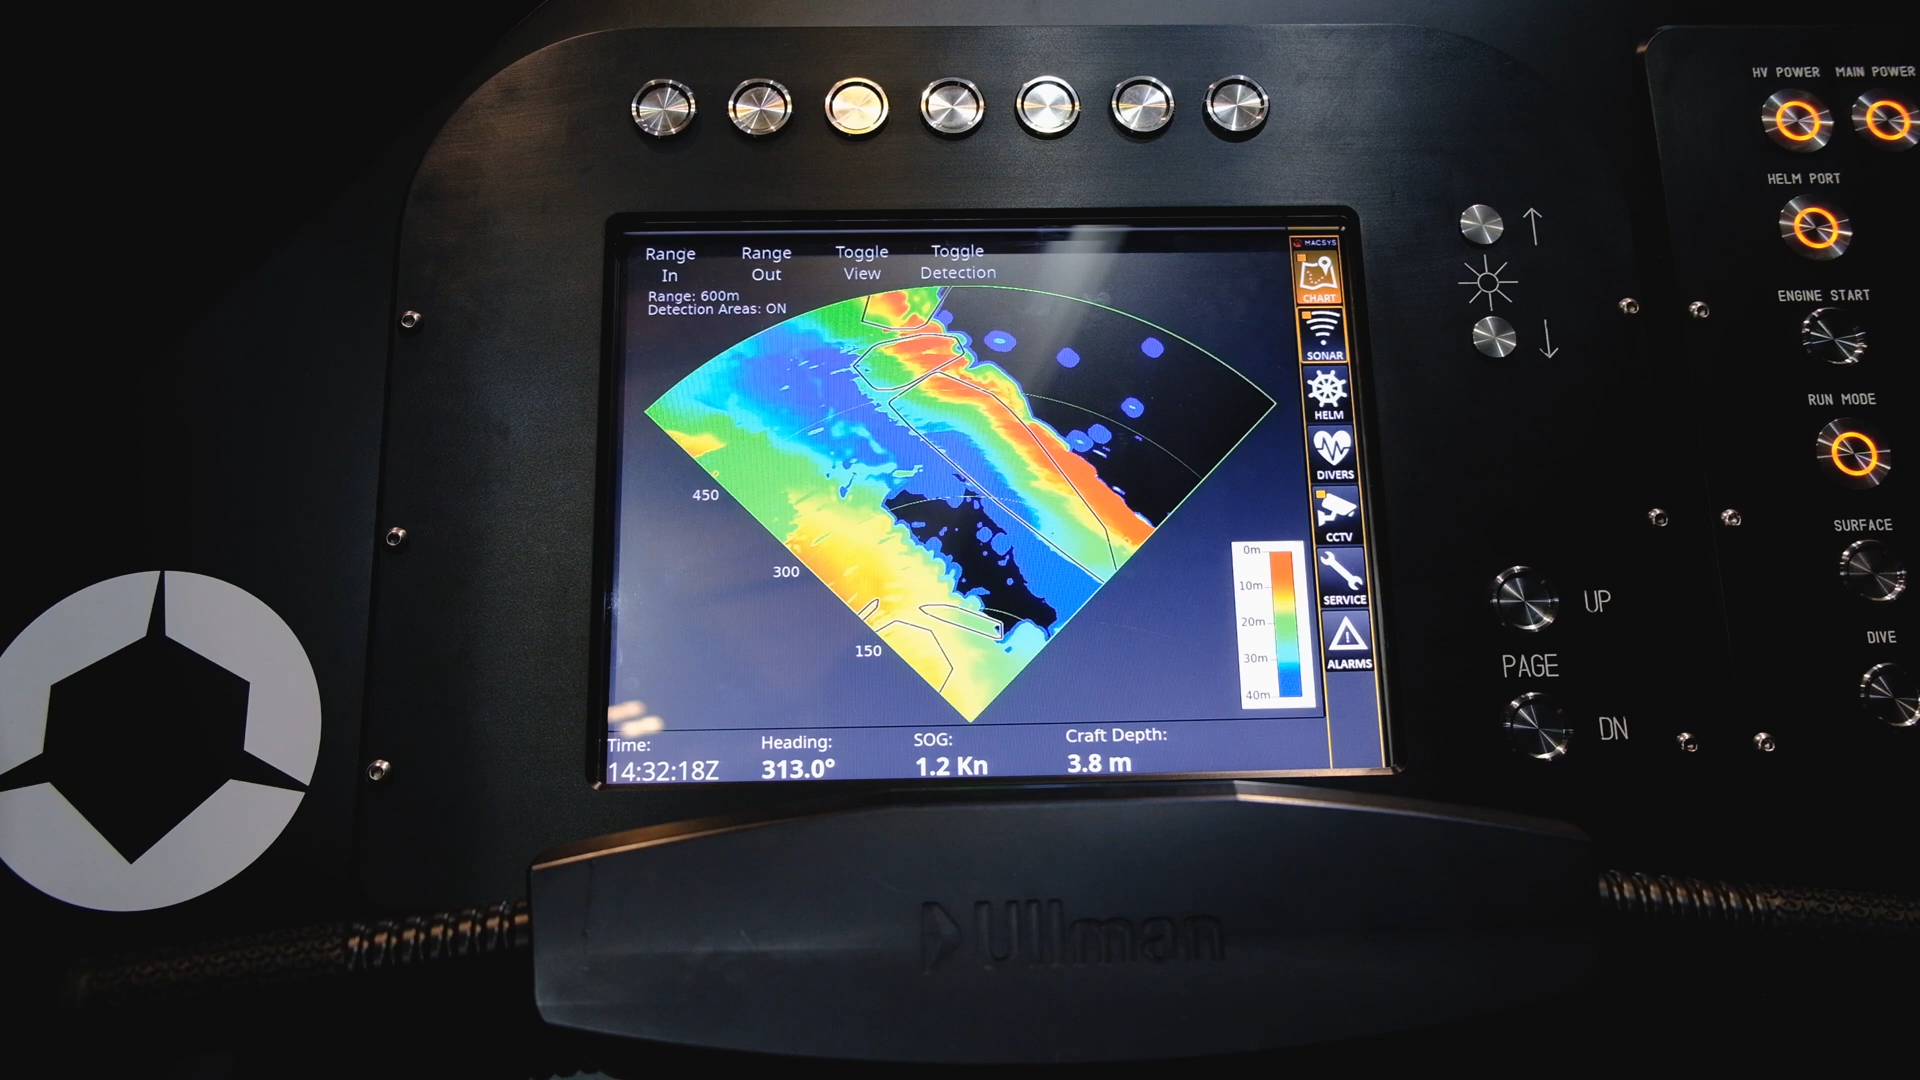 HV POWER MAIN POWER
HELM PORT
ENGINE START
RUN MODE
SURFACE
DIVE
UP
PAGE
DN
Range In
Range Out
Toggle View
Toggle Detection
Range: 600m
Detection Areas: ON
450
300
150
0m
10m
20m
30m
40m
MACSYS
CHART
SONAR
HELM
DIVERS
CCTV
SERVICE
ALARMS
Time:
14:32:18Z
Heading:
313.0°
SOG:
1.2 Kn
Craft Depth:
3.8 m
Ullman